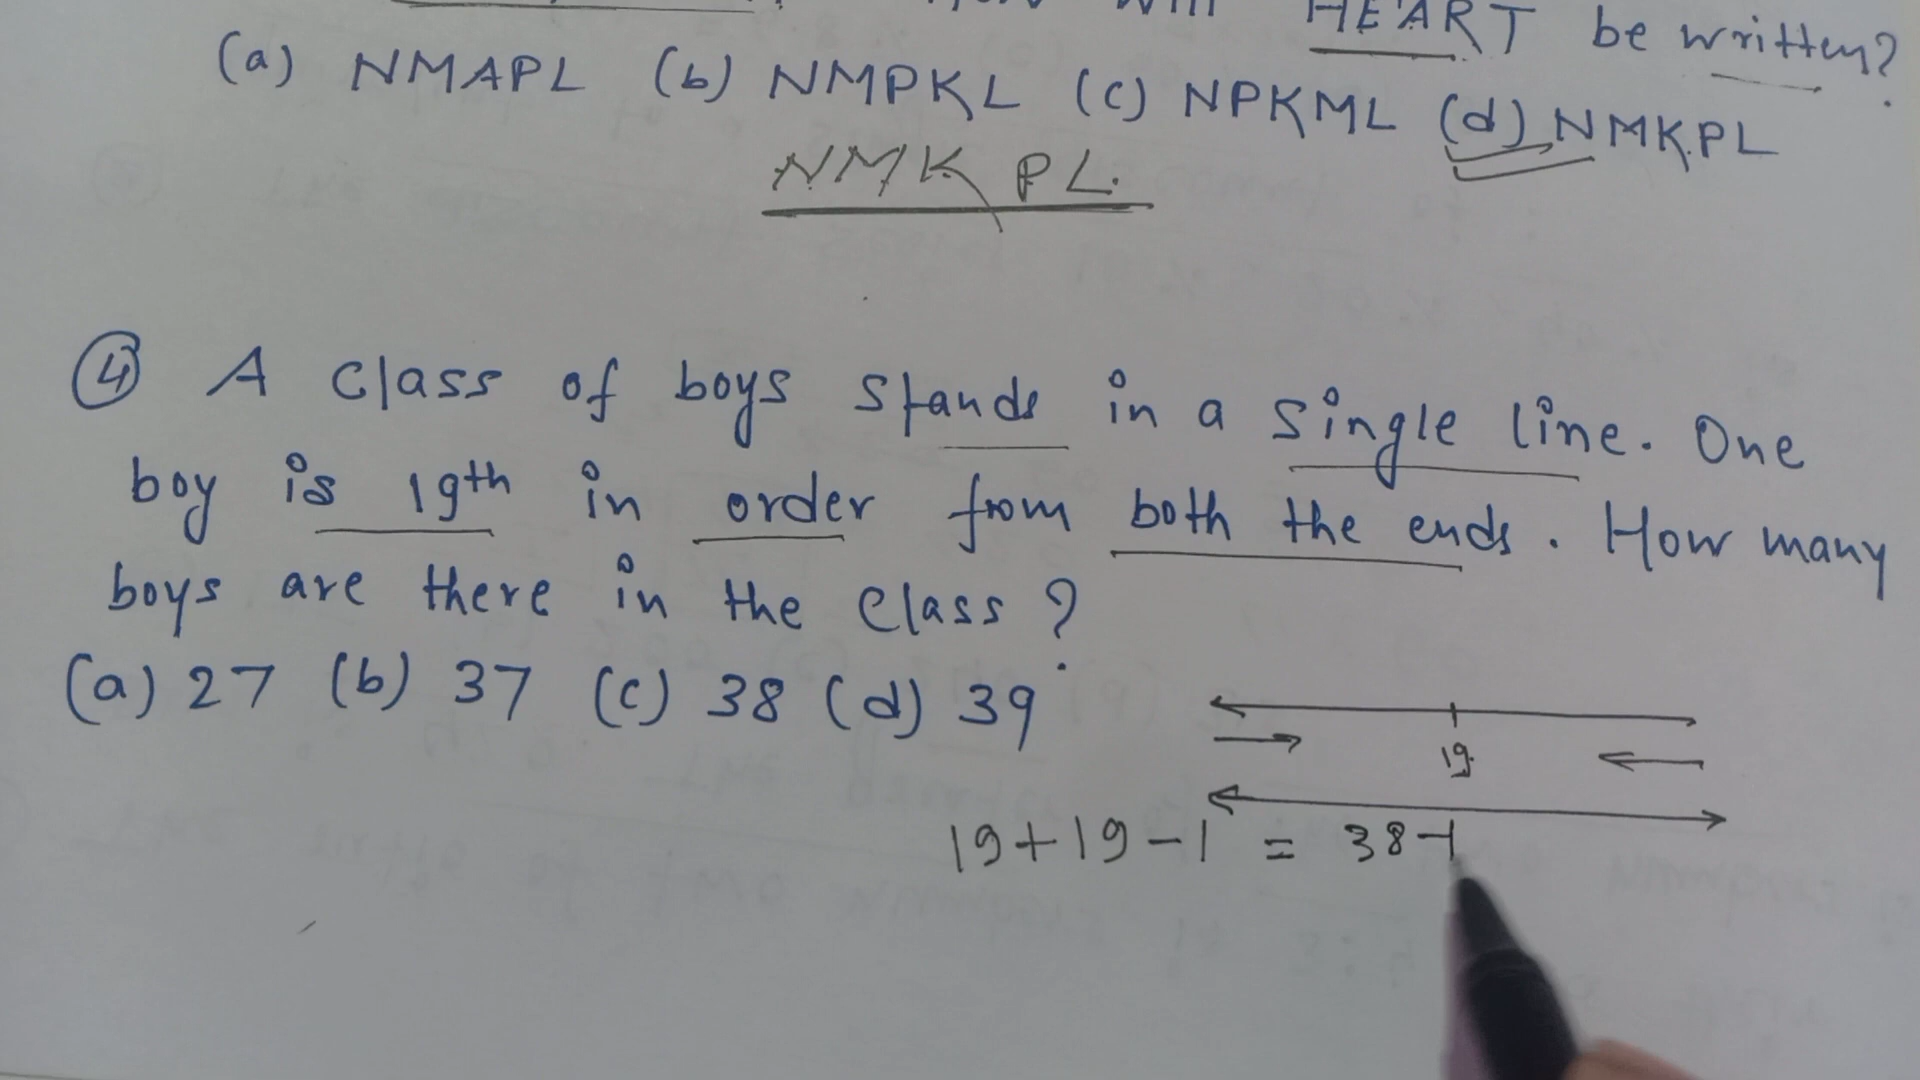 will HEART be written?
(a) NMAPL (b) NMPKL (c) NPKML (d) NMKPL
NMKPL.
④ A class of boys stands in a single line. One
boy is 19th in order from both the ends. How many
boys are there in the class?
(a) 27 (b) 37 (c) 38 (d) 39
19
19+19-1 = 38-1